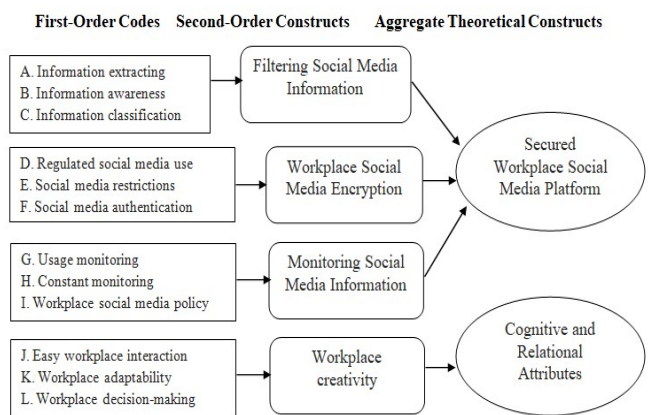 First-Order Codes Second-Order Constructs Aggregate Theoretical Constructs
A. Information extracting
B. Information awareness
C. Information classification
Filtering Social Media
Information
D. Regulated social media use
E. Social media restrictions
F. Social media authentication
Workplace Social
Media Encryption
Secured
Workplace Social
Media Platform
G. Usage monitoring
H. Constant monitoring
I. Workplace social media policy
Monitoring Social
Media Information
J. Easy workplace interaction
K. Workplace adaptability
L. Workplace decision-making
Workplace
creativity
Cognitive and
Relational
Attributes